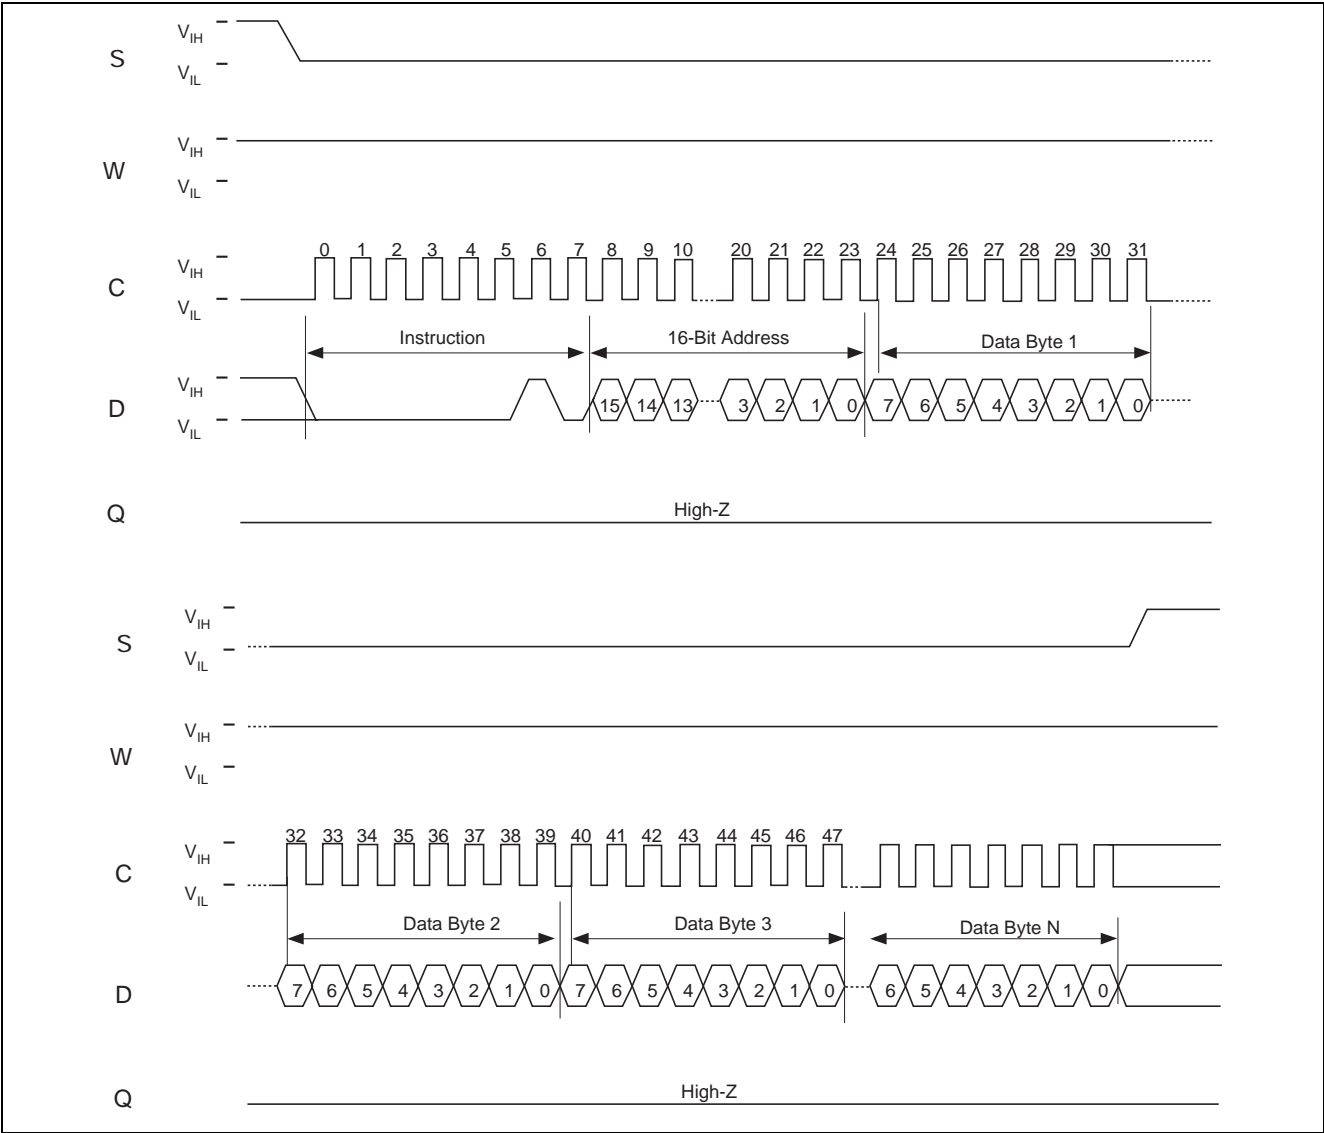 S V_IH
V_IL
W V_IH
V_IL
0 1 2 3 4 5 6 7 8 9 10 20 21 22 23 24 25 26 27 28 29 30 31
C V_IH
V_IL
Instruction 16-Bit Address Data Byte 1
D V_IH
V_IL
15 14 13 3 2 1 0 7 6 5 4 3 2 1 0
Q High-Z
S V_IH
V_IL
W V_IH
V_IL
32 33 34 35 36 37 38 39 40 41 42 43 44 45 46 47
C V_IH
V_IL
Data Byte 2 Data Byte 3 Data Byte N
D 7 6 5 4 3 2 1 0 7 6 5 4 3 2 1 0 6 5 4 3 2 1 0
Q High-Z